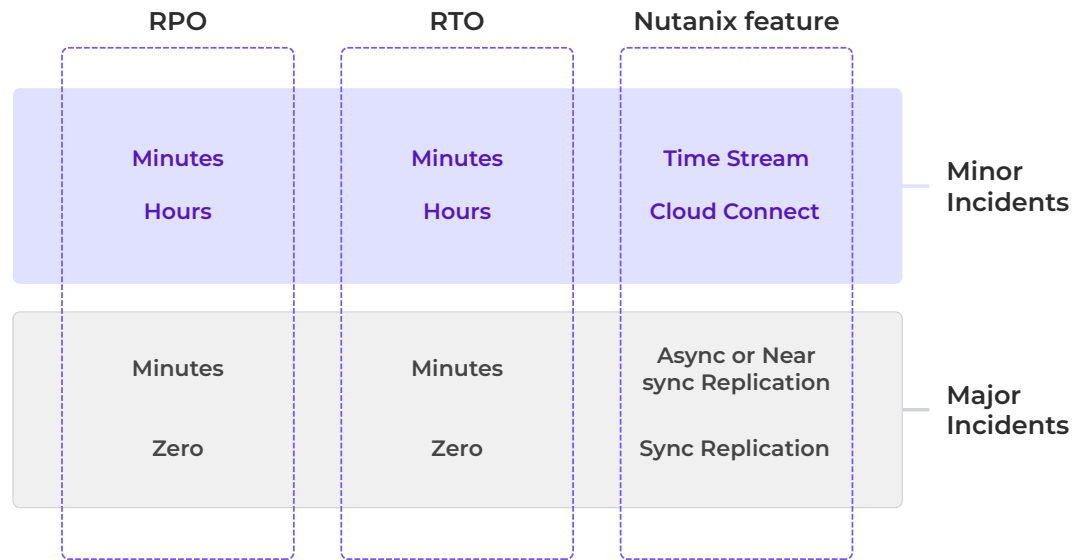 RPO
RTO
Nutanix feature
Minutes
Minutes
Time Stream
Hours
Hours
Cloud Connect
Minor
Incidents
Minutes
Minutes
Async or Near
sync Replication
Zero
Zero
Sync Replication
Major
Incidents